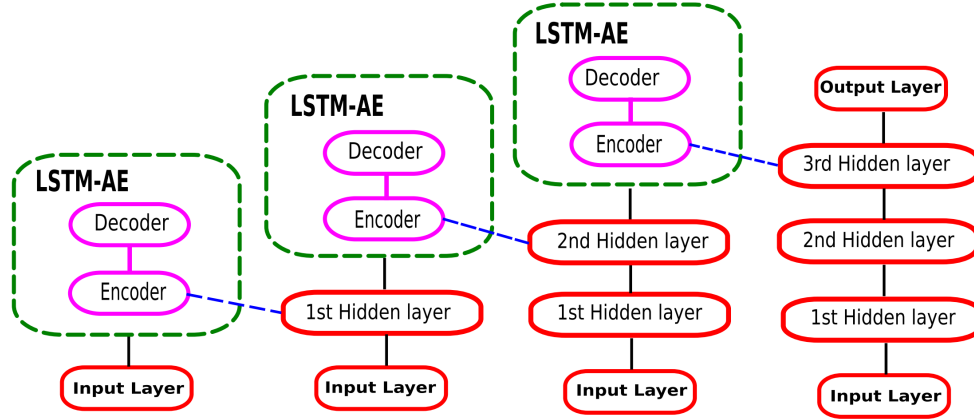 LSTM-AE
Decoder
Encoder
Input Layer
LSTM-AE
Decoder
Encoder
1st Hidden layer
Input Layer
LSTM-AE
Decoder
Encoder
2nd Hidden layer
1st Hidden layer
Input Layer
Output Layer
3rd Hidden layer
2nd Hidden layer
1st Hidden layer
Input Layer